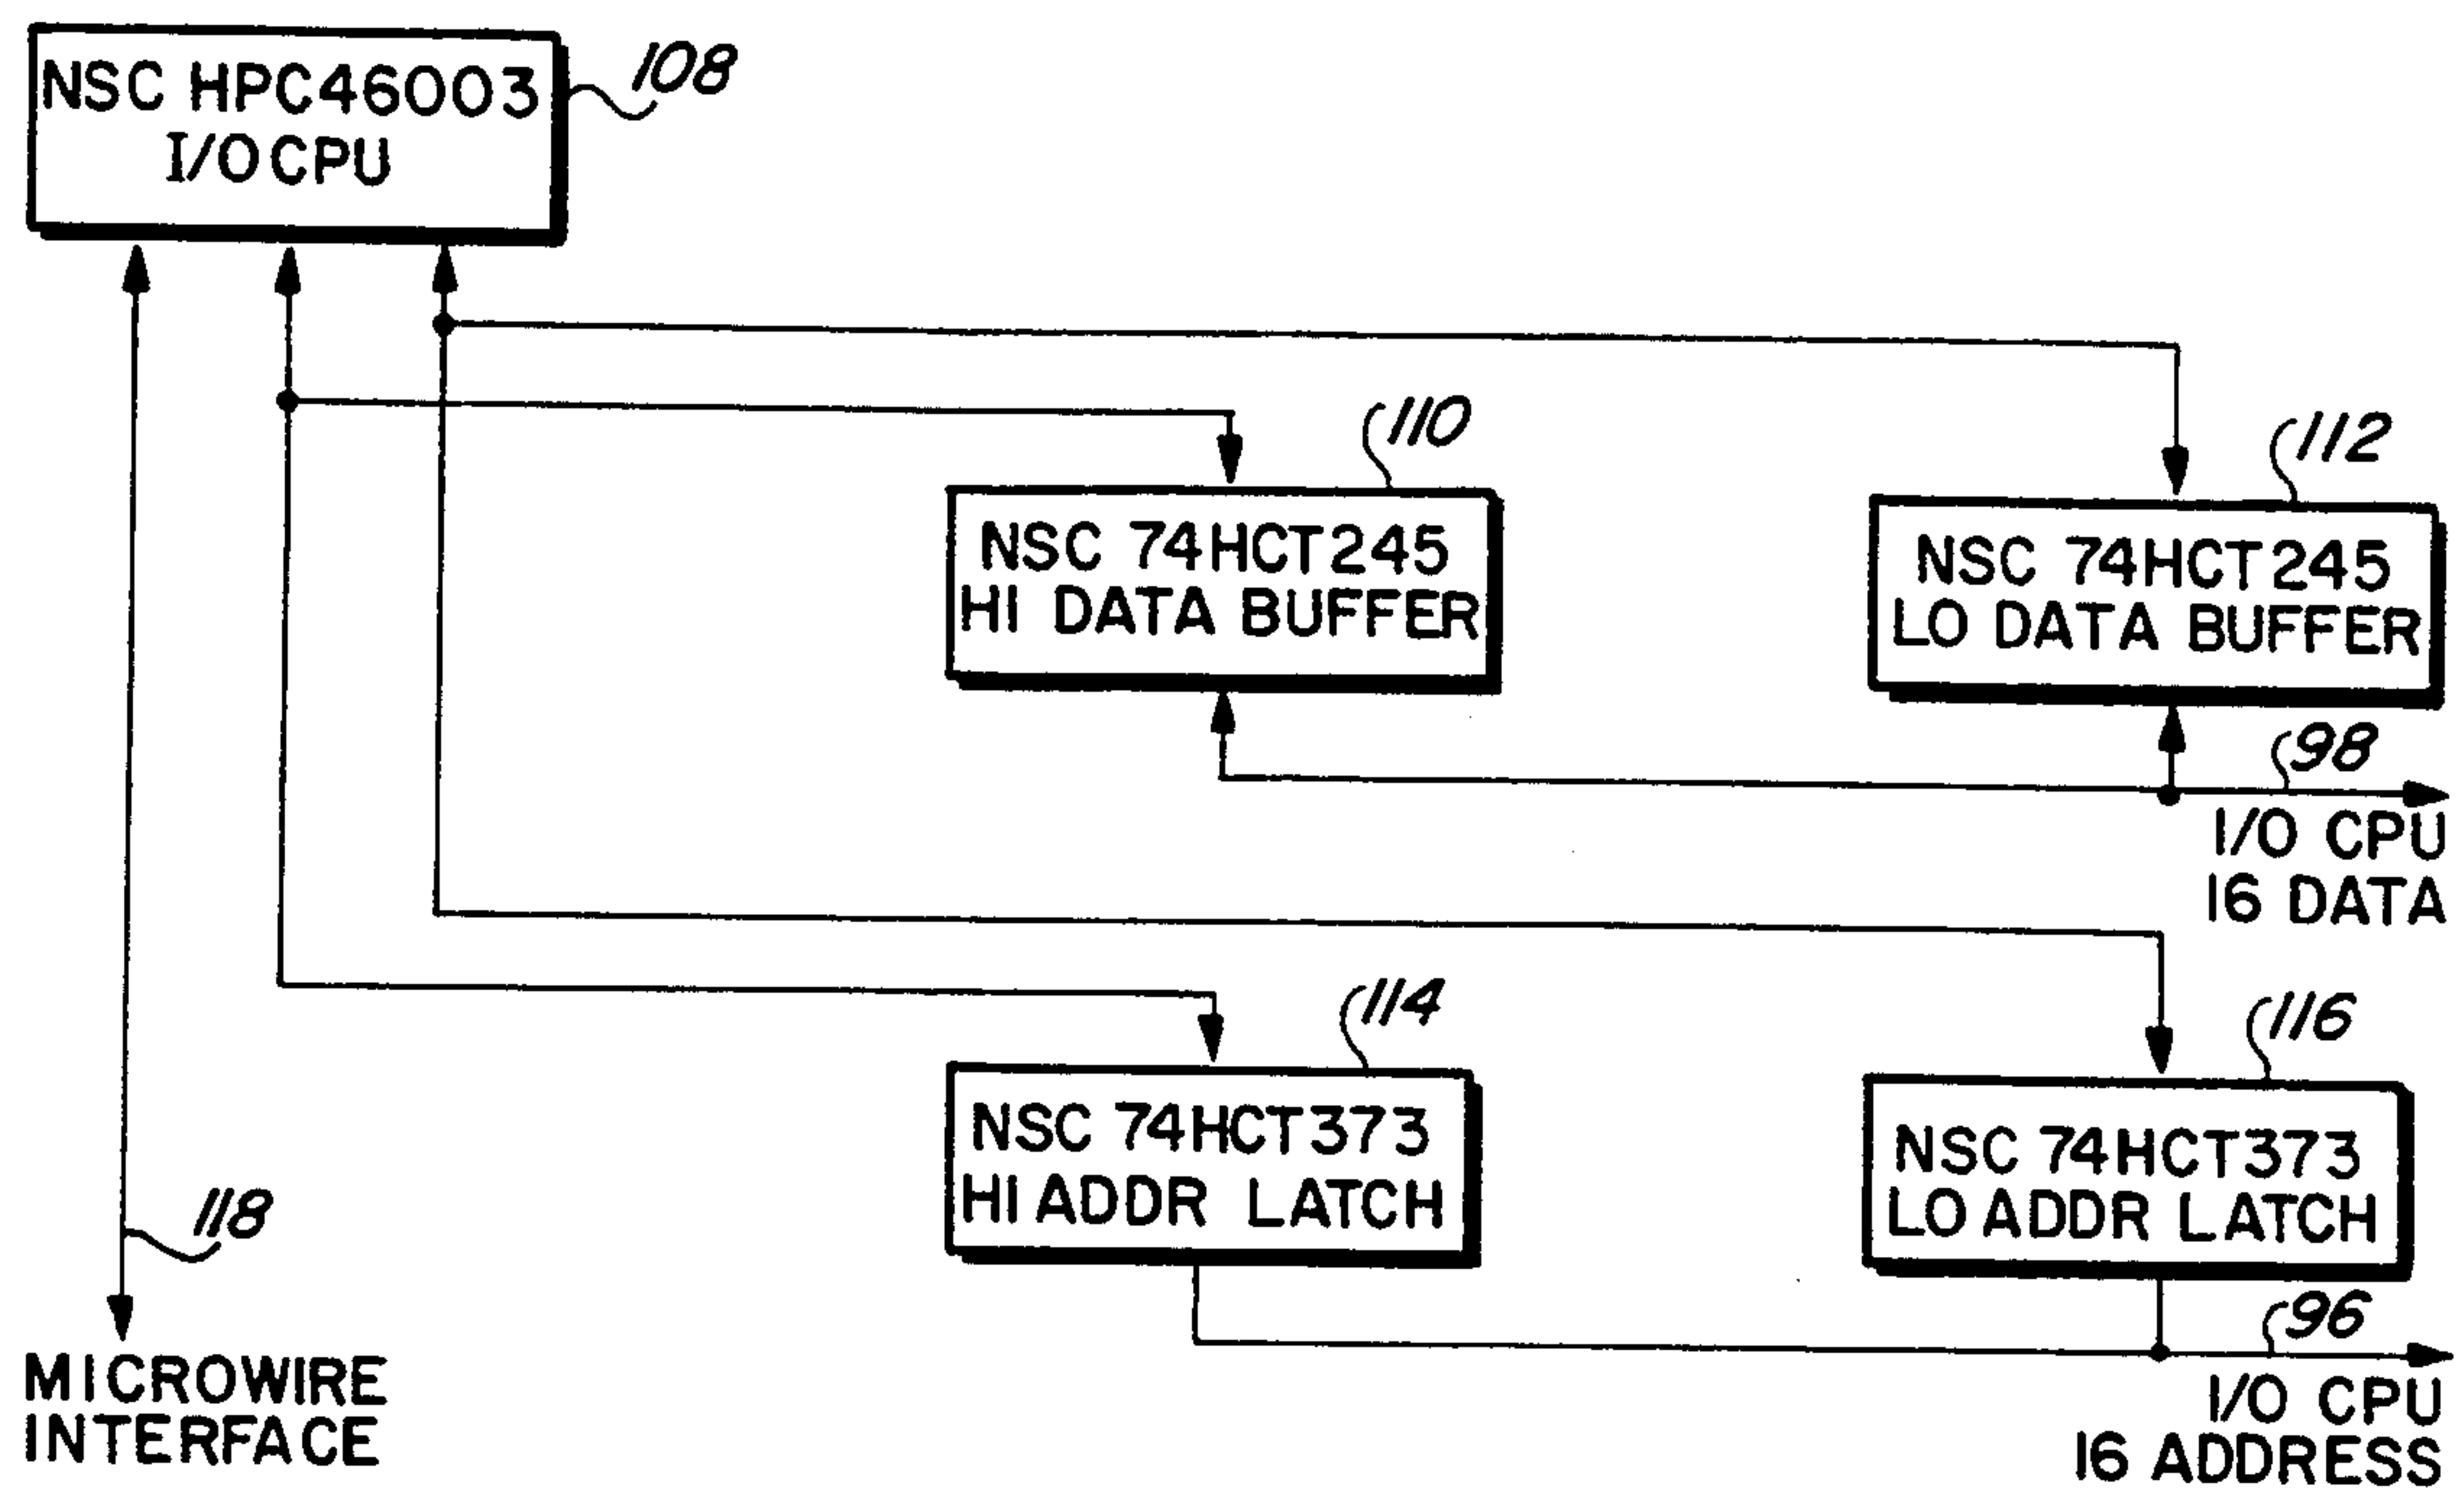 NSC HPC46003
I/O CPU
108
110
112
NSC 74HCT245
HI DATA BUFFER
NSC 74HCT245
LO DATA BUFFER
98
I/O CPU
16 DATA
114
116
NSC 74HCT373
HI ADDR LATCH
NSC 74HCT373
LO ADDR LATCH
118
96
MICROWIRE
INTERFACE
I/O CPU
16 ADDRESS